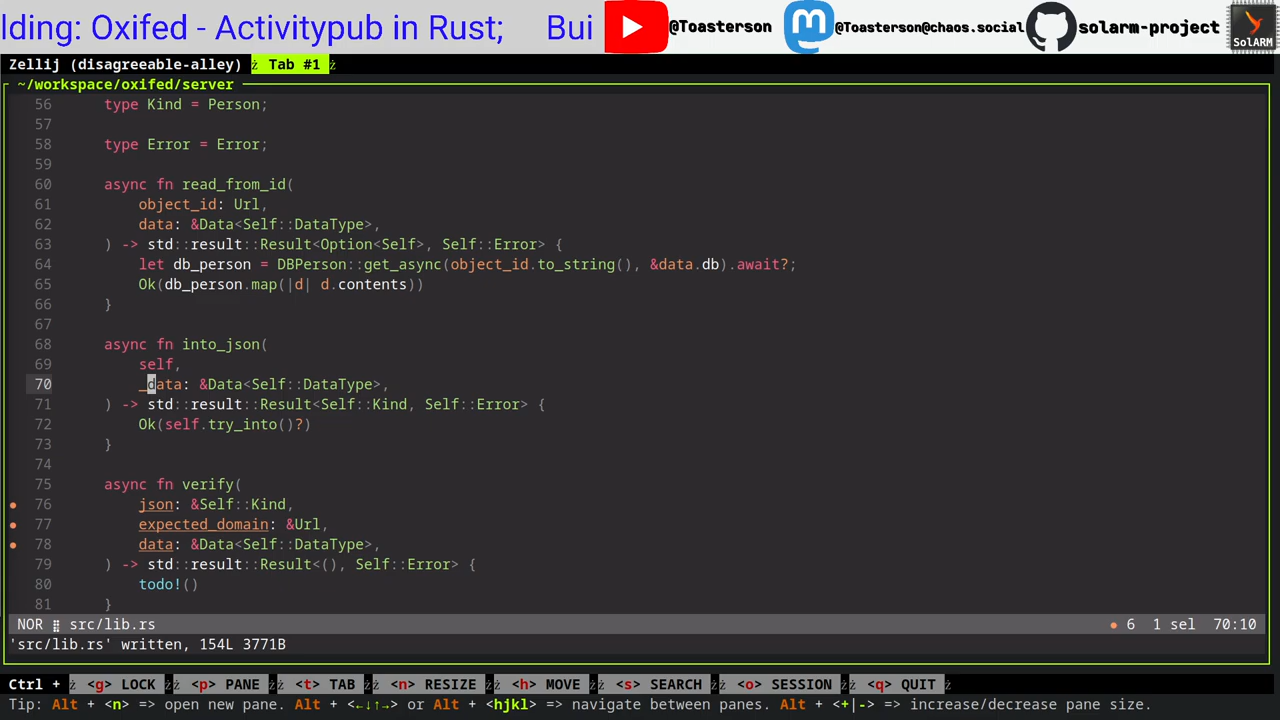 lding: Oxifed - Activitypub in Rust; Bui @Toasterson @Toasterson@chaos.social solarm-project SolARM
Zellij (disagreeable-alley) Tab #1
~/workspace/oxifed/server
56 type Kind = Person;
57
58 type Error = Error;
59
60 async fn read_from_id(
61 object_id: Url,
62 data: &Data<Self::DataType>,
63 ) -> std::result::Result<Option<Self>, Self::Error> {
64 let db_person = DBPerson::get_async(object_id.to_string(), &data.db).await?;
65 Ok(db_person.map(|d| d.contents))
66 }
67
68 async fn into_json(
69 self,
70 _data: &Data<Self::DataType>,
71 ) -> std::result::Result<Self::Kind, Self::Error> {
72 Ok(self.try_into()?)
73 }
74
75 async fn verify(
● 76 json: &Self::Kind,
● 77 expected_domain: &Url,
● 78 data: &Data<Self::DataType>,
79 ) -> std::result::Result<(), Self::Error> {
80 todo!()
81 }
NOR ⣾ src/lib.rs ● 6 1 sel 70:10
'src/lib.rs' written, 154L 3771B
Ctrl + <g> LOCK <p> PANE <t> TAB <n> RESIZE <h> MOVE <s> SEARCH <o> SESSION <q> QUIT
Tip: Alt + <n> => open new pane. Alt + <←↓↑→> or Alt + <hjkl> => navigate between panes. Alt + <+|-> => increase/decrease pane size.